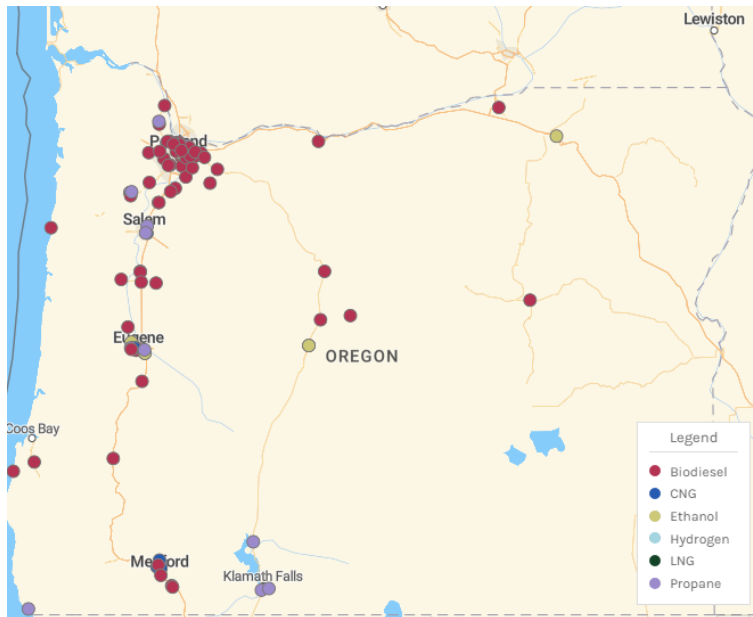 Lewiston
Portland
Salem
Eugene
OREGON
Coos Bay
Medford
Klamath Falls
Legend
Biodiesel
CNG
Ethanol
Hydrogen
LNG
Propane